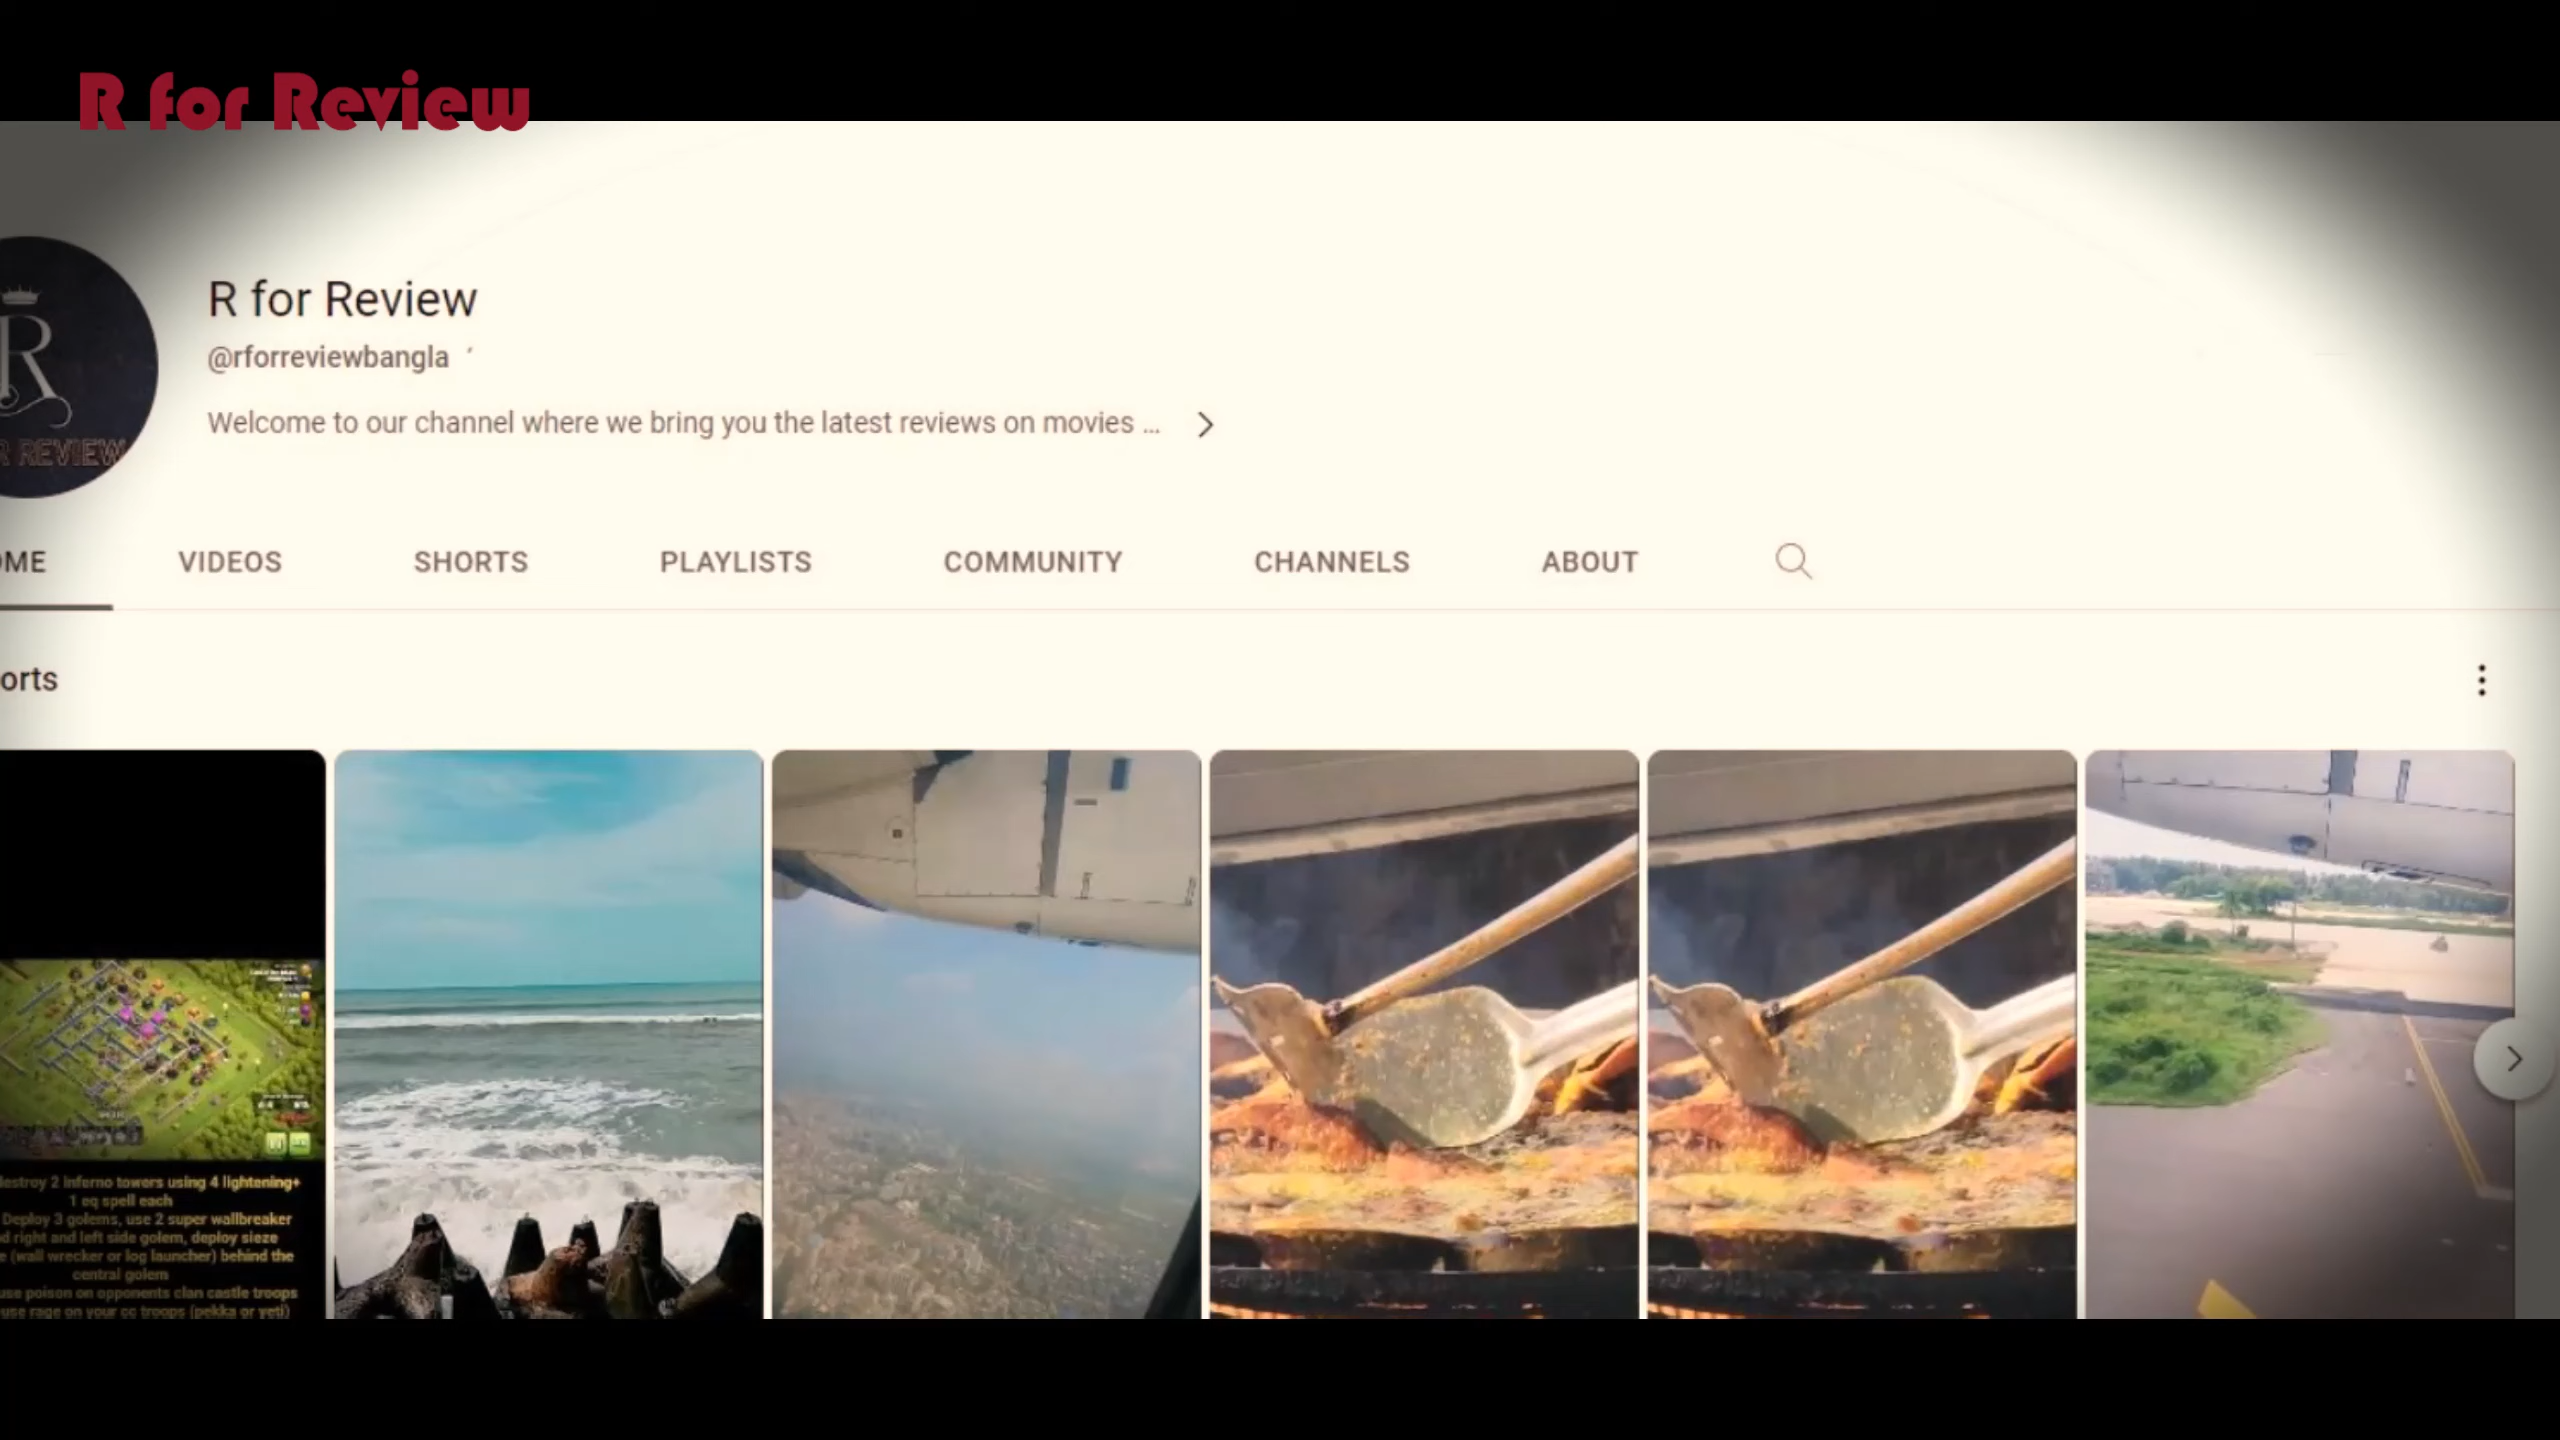 R for Review
R
R REVIEW
R for Review
@rforreviewbangla
Welcome to our channel where we bring you the latest reviews on movies ...
OME VIDEOS SHORTS PLAYLISTS COMMUNITY CHANNELS ABOUT
orts
destroy 2 inferno towers using 4 lightening+
1 eq spell each
Deploy 3 golems, use 2 super wallbreaker
d right and left side golem, deploy sieze
e (wall wrecker or log launcher) behind the
central golem
use poison on opponents clan castle troops
use rage on your cc troops (pekka or yeti)